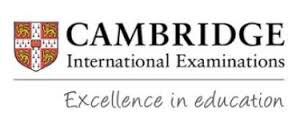 CAMBRIDGE
International Examinations
Excellence in education